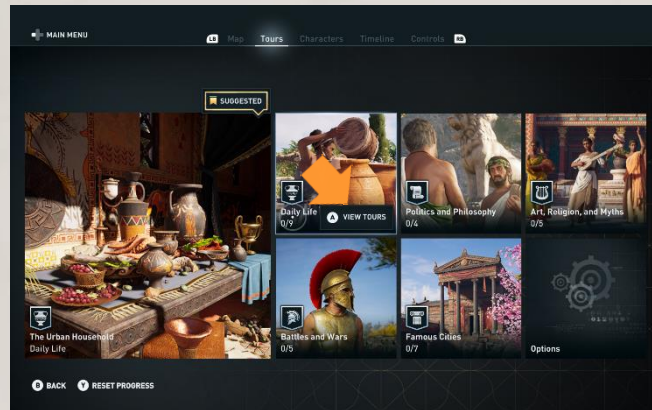 MAIN MENU
LB Map Tours Characters Timeline Controls RB
SUGGESTED
The Urban Household
Daily Life
Daily Life
0/9
A VIEW TOURS
Politics and Philosophy
0/4
Art, Religion, and Myths
0/5
Battles and Wars
0/5
Famous Cities
0/7
Options
B BACK Y RESET PROGRESS